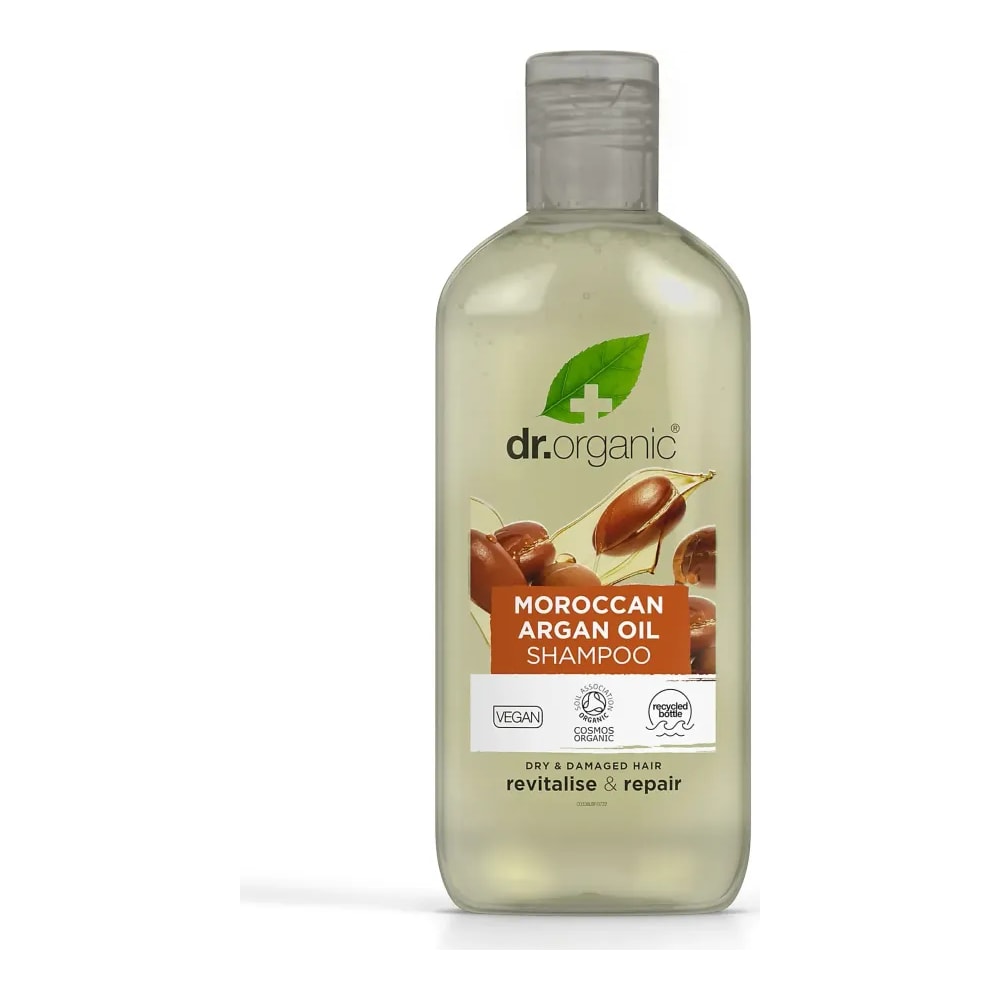 dr.organic®
MOROCCAN
ARGAN OIL
SHAMPOO
VEGAN
SOIL ASSOCIATION
ORGANIC
COSMOS
ORGANIC
recycled
bottle
DRY & DAMAGED HAIR
revitalise & repair